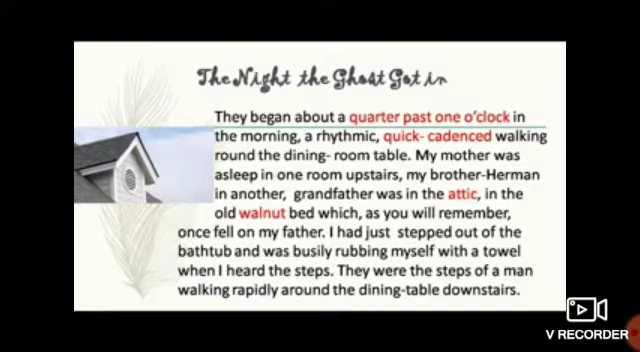 The Night the Ghost Got in
They began about a quarter past one o'clock in
the morning, a rhythmic, quick- cadenced walking
round the dining- room table. My mother was
asleep in one room upstairs, my brother-Herman
in another, grandfather was in the attic, in the
old walnut bed which, as you will remember,
once fell on my father. I had just stepped out of the
bathtub and was busily rubbing myself with a towel
when I heard the steps. They were the steps of a man
walking rapidly around the dining-table downstairs.
V RECORDER